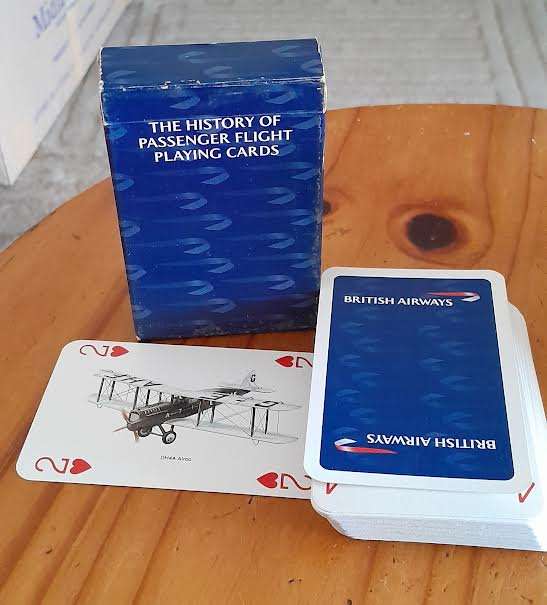 THE HISTORY OF
PASSENGER FLIGHT
PLAYING CARDS
BRITISH AIRWAYS
BRITISH AIRWAYS
2
2
2
2